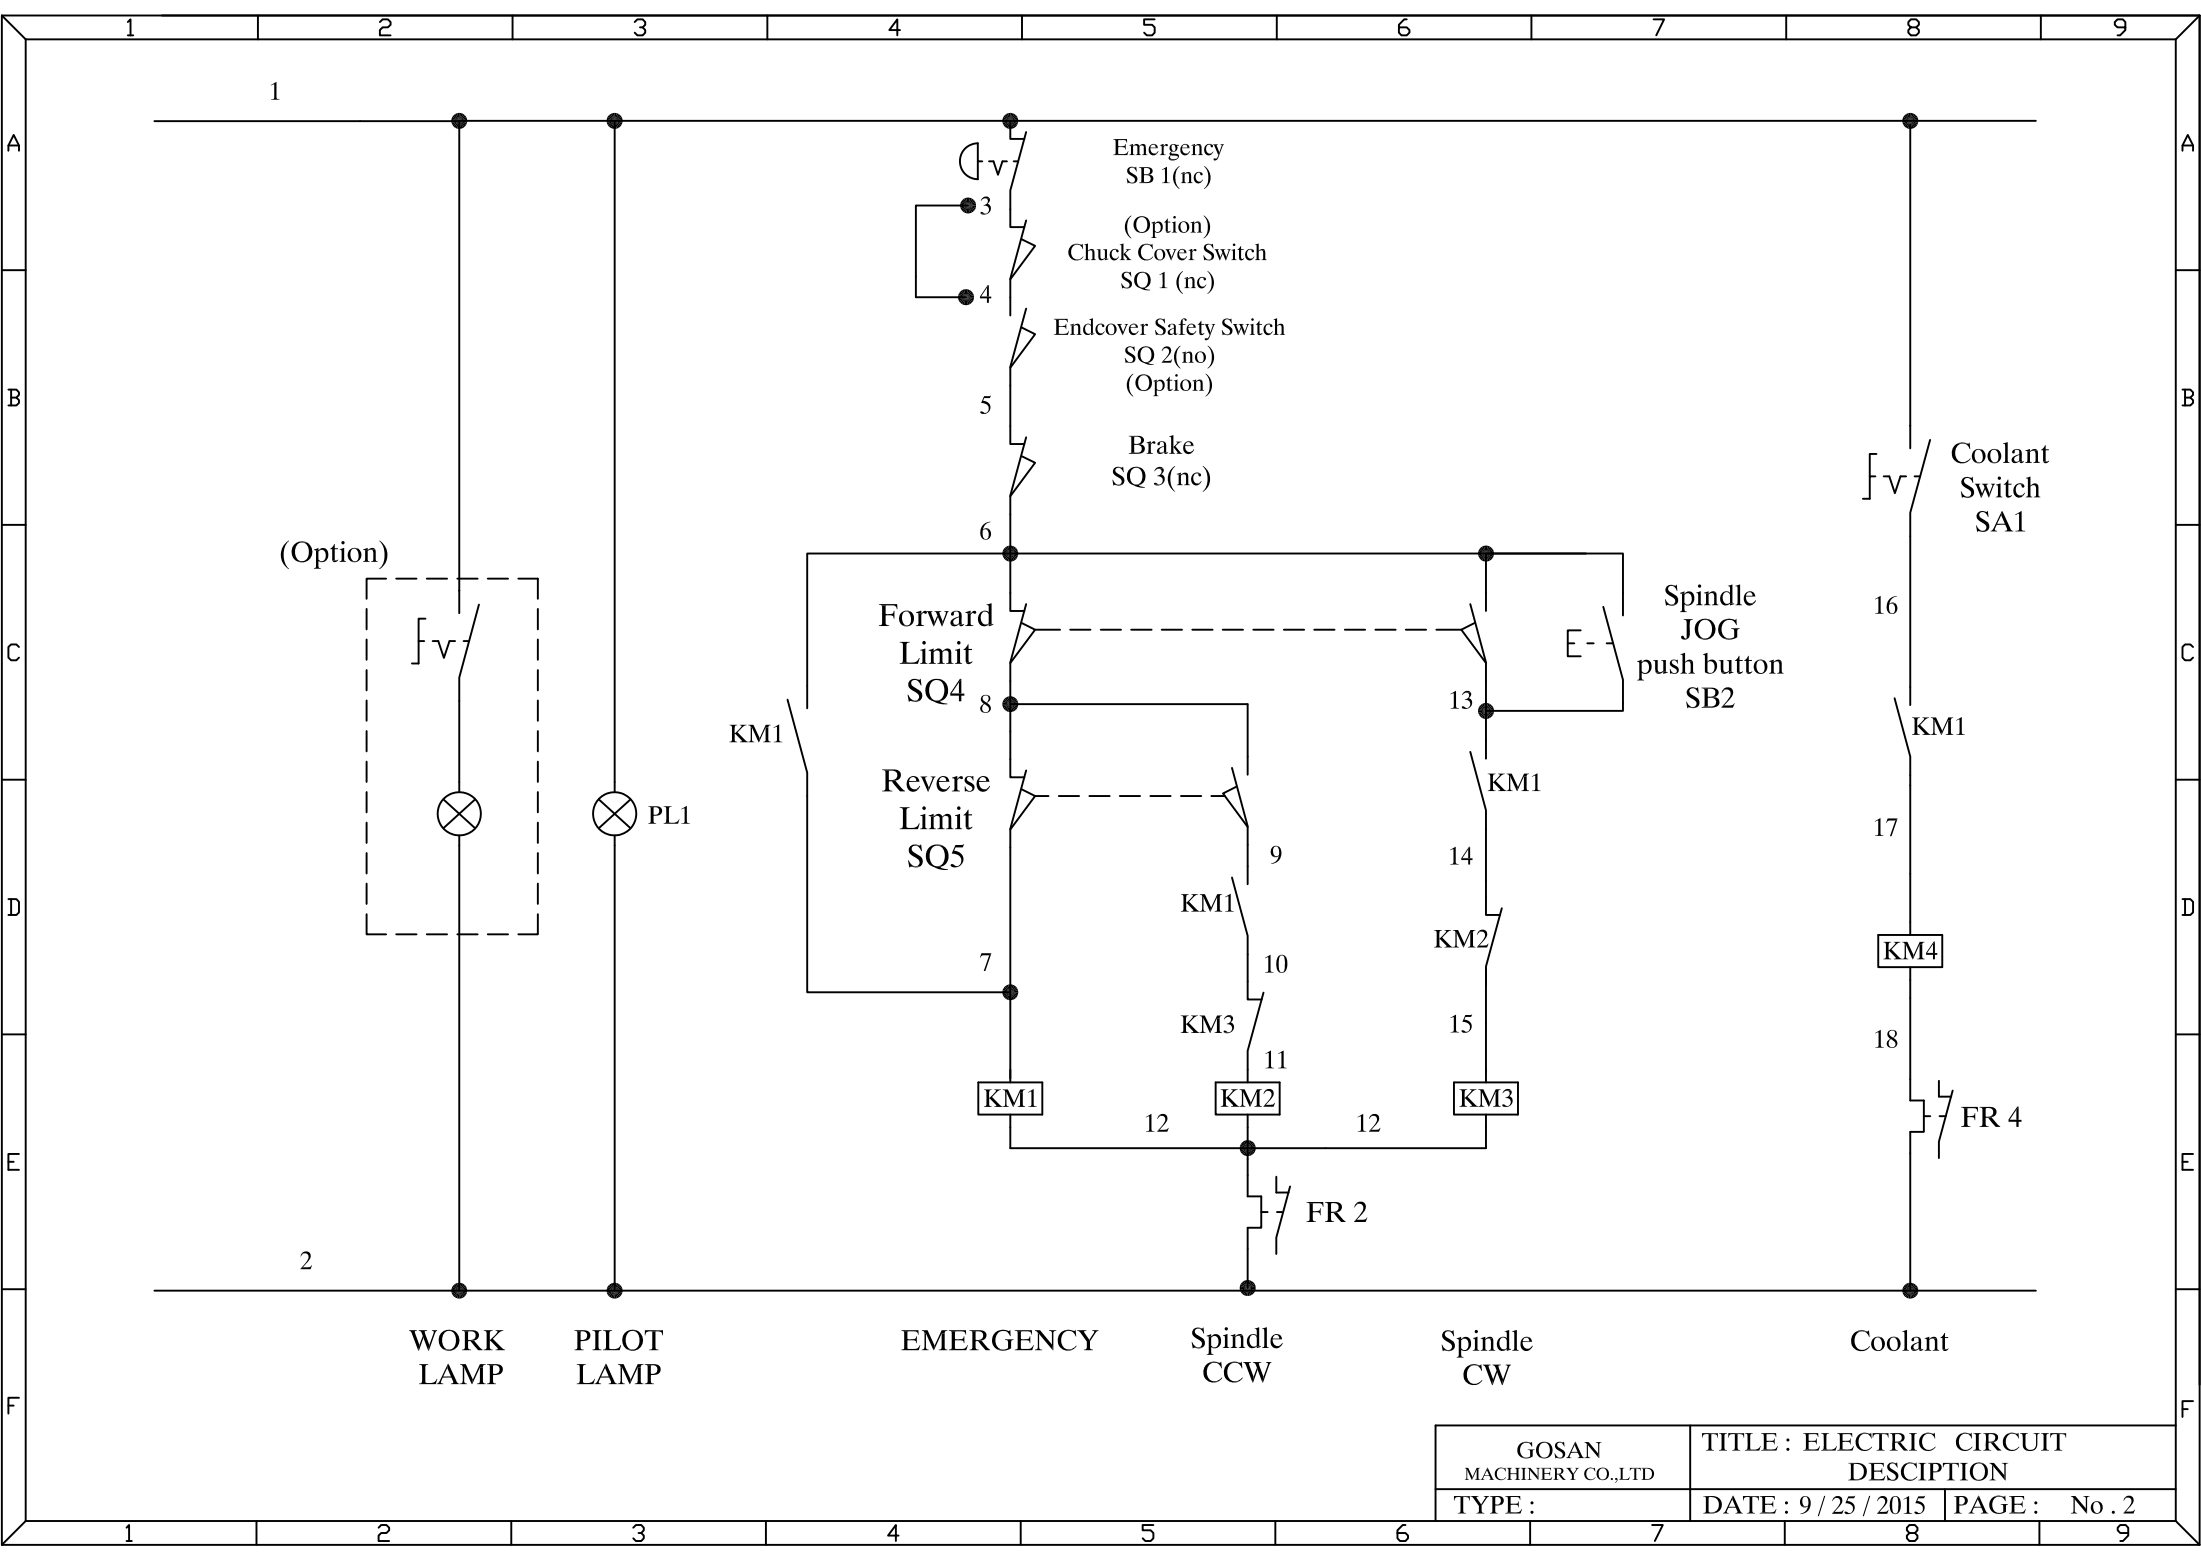 1 2 3 4 5 6 7 8 9
A
A
B
B
C
C
D
D
E
E
F
F
1
Emergency
SB 1(nc)
3
(Option)
Chuck Cover Switch
SQ 1 (nc)
4
Endcover Safety Switch
SQ 2(no)
(Option)
5
Brake
SQ 3(nc)
6
Coolant
Switch
SA1
(Option)
Forward
Limit
SQ4
8
13
Spindle
JOG
push button
SB2
16
KM1
KM1
Reverse
Limit
SQ5
KM1
PL1
17
9
14
KM1
KM2
KM4
7
10
KM3
15
11
18
KM1
KM2
KM3
12
12
FR 4
FR 2
2
WORK
LAMP
PILOT
LAMP
EMERGENCY
Spindle
CCW
Spindle
CW
Coolant
GOSAN
MACHINERY CO.,LTD
TITLE : ELECTRIC CIRCUIT
DESCIPTION
TYPE :
DATE : 9 / 25 / 2015
PAGE : No . 2
1 2 3 4 5 6 7 8 9